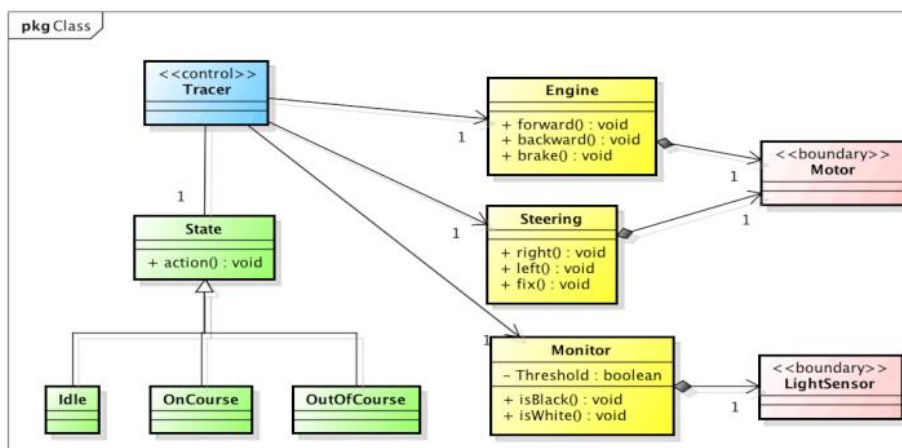 pkg Class
<<control>>
Tracer
1
State
+ action() : void
Idle
OnCourse
OutOfCourse
1
Engine
+ forward() : void
+ backward() : void
+ brake() : void
1
Steering
+ right() : void
+ left() : void
+ fix() : void
1
Monitor
- Threshold : boolean
+ isBlack() : void
+ isWhite() : void
1
1
<<boundary>>
Motor
1
<<boundary>>
LightSensor